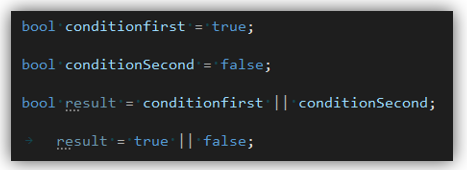 bool conditionfirst = true;
bool conditionSecond = false;
bool result = conditionfirst || conditionSecond;
result = true || false;